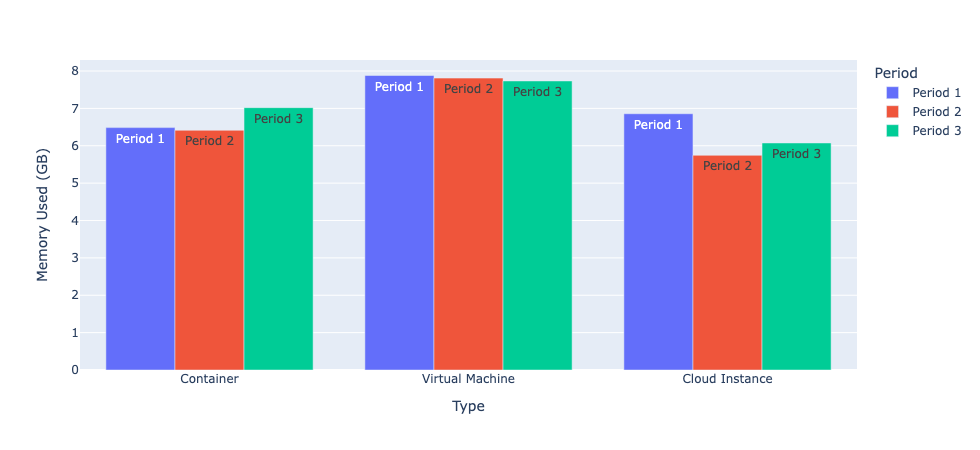 Period
Period 1
Period 2
Period 3
8
7
6
5
4
3
2
1
0
Memory Used (GB)
Period 1
Period 2
Period 3
Period 1
Period 2
Period 3
Period 1
Period 2
Period 3
Container
Virtual Machine
Cloud Instance
Type